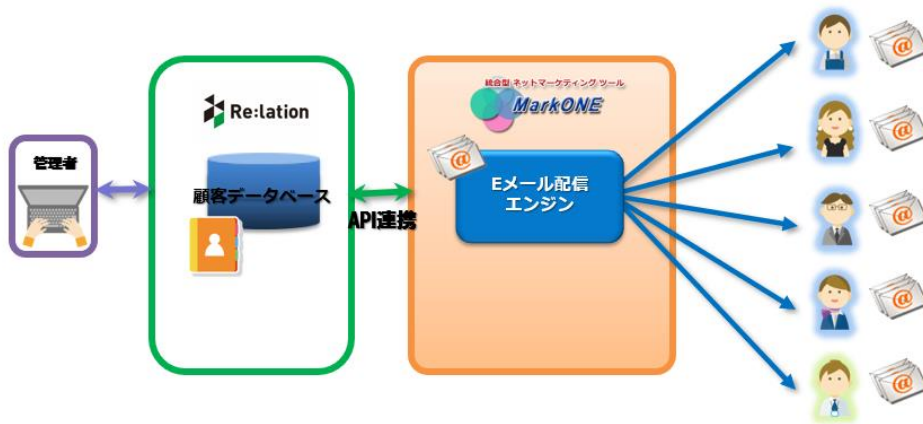 管理者
Re:lation
顧客データベース
API連携
統合型 ネットマーケティング ツール
MarkONE
Eメール配信
エンジン